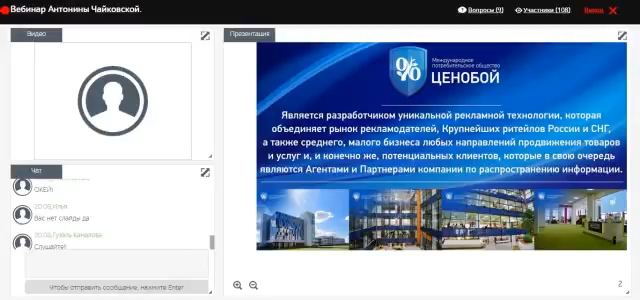 Вебинар Антонины Чайковской.
Вопросы (9)
Участники (108)
Выход
Видео
Чат
ОКЕЙ
20:08, Илья
Вас нет слайды да
20:08, Гузель Камалова
Слушайте!
Чтобы отправить сообщение, нажмите Enter
Презентация
Международное
потребительское общество
ЦЕНОБОЙ
Является разработчиком уникальной рекламной технологии, которая
объединяет рынок рекламодателей, Крупнейших ритейлов России и СНГ,
а также среднего, малого бизнеса любых направлений продвижения товаров
и услуг и, и конечно же, потенциальных клиентов, которые в свою очередь
являются Агентами и Партнерами компании по распространению информации.
2